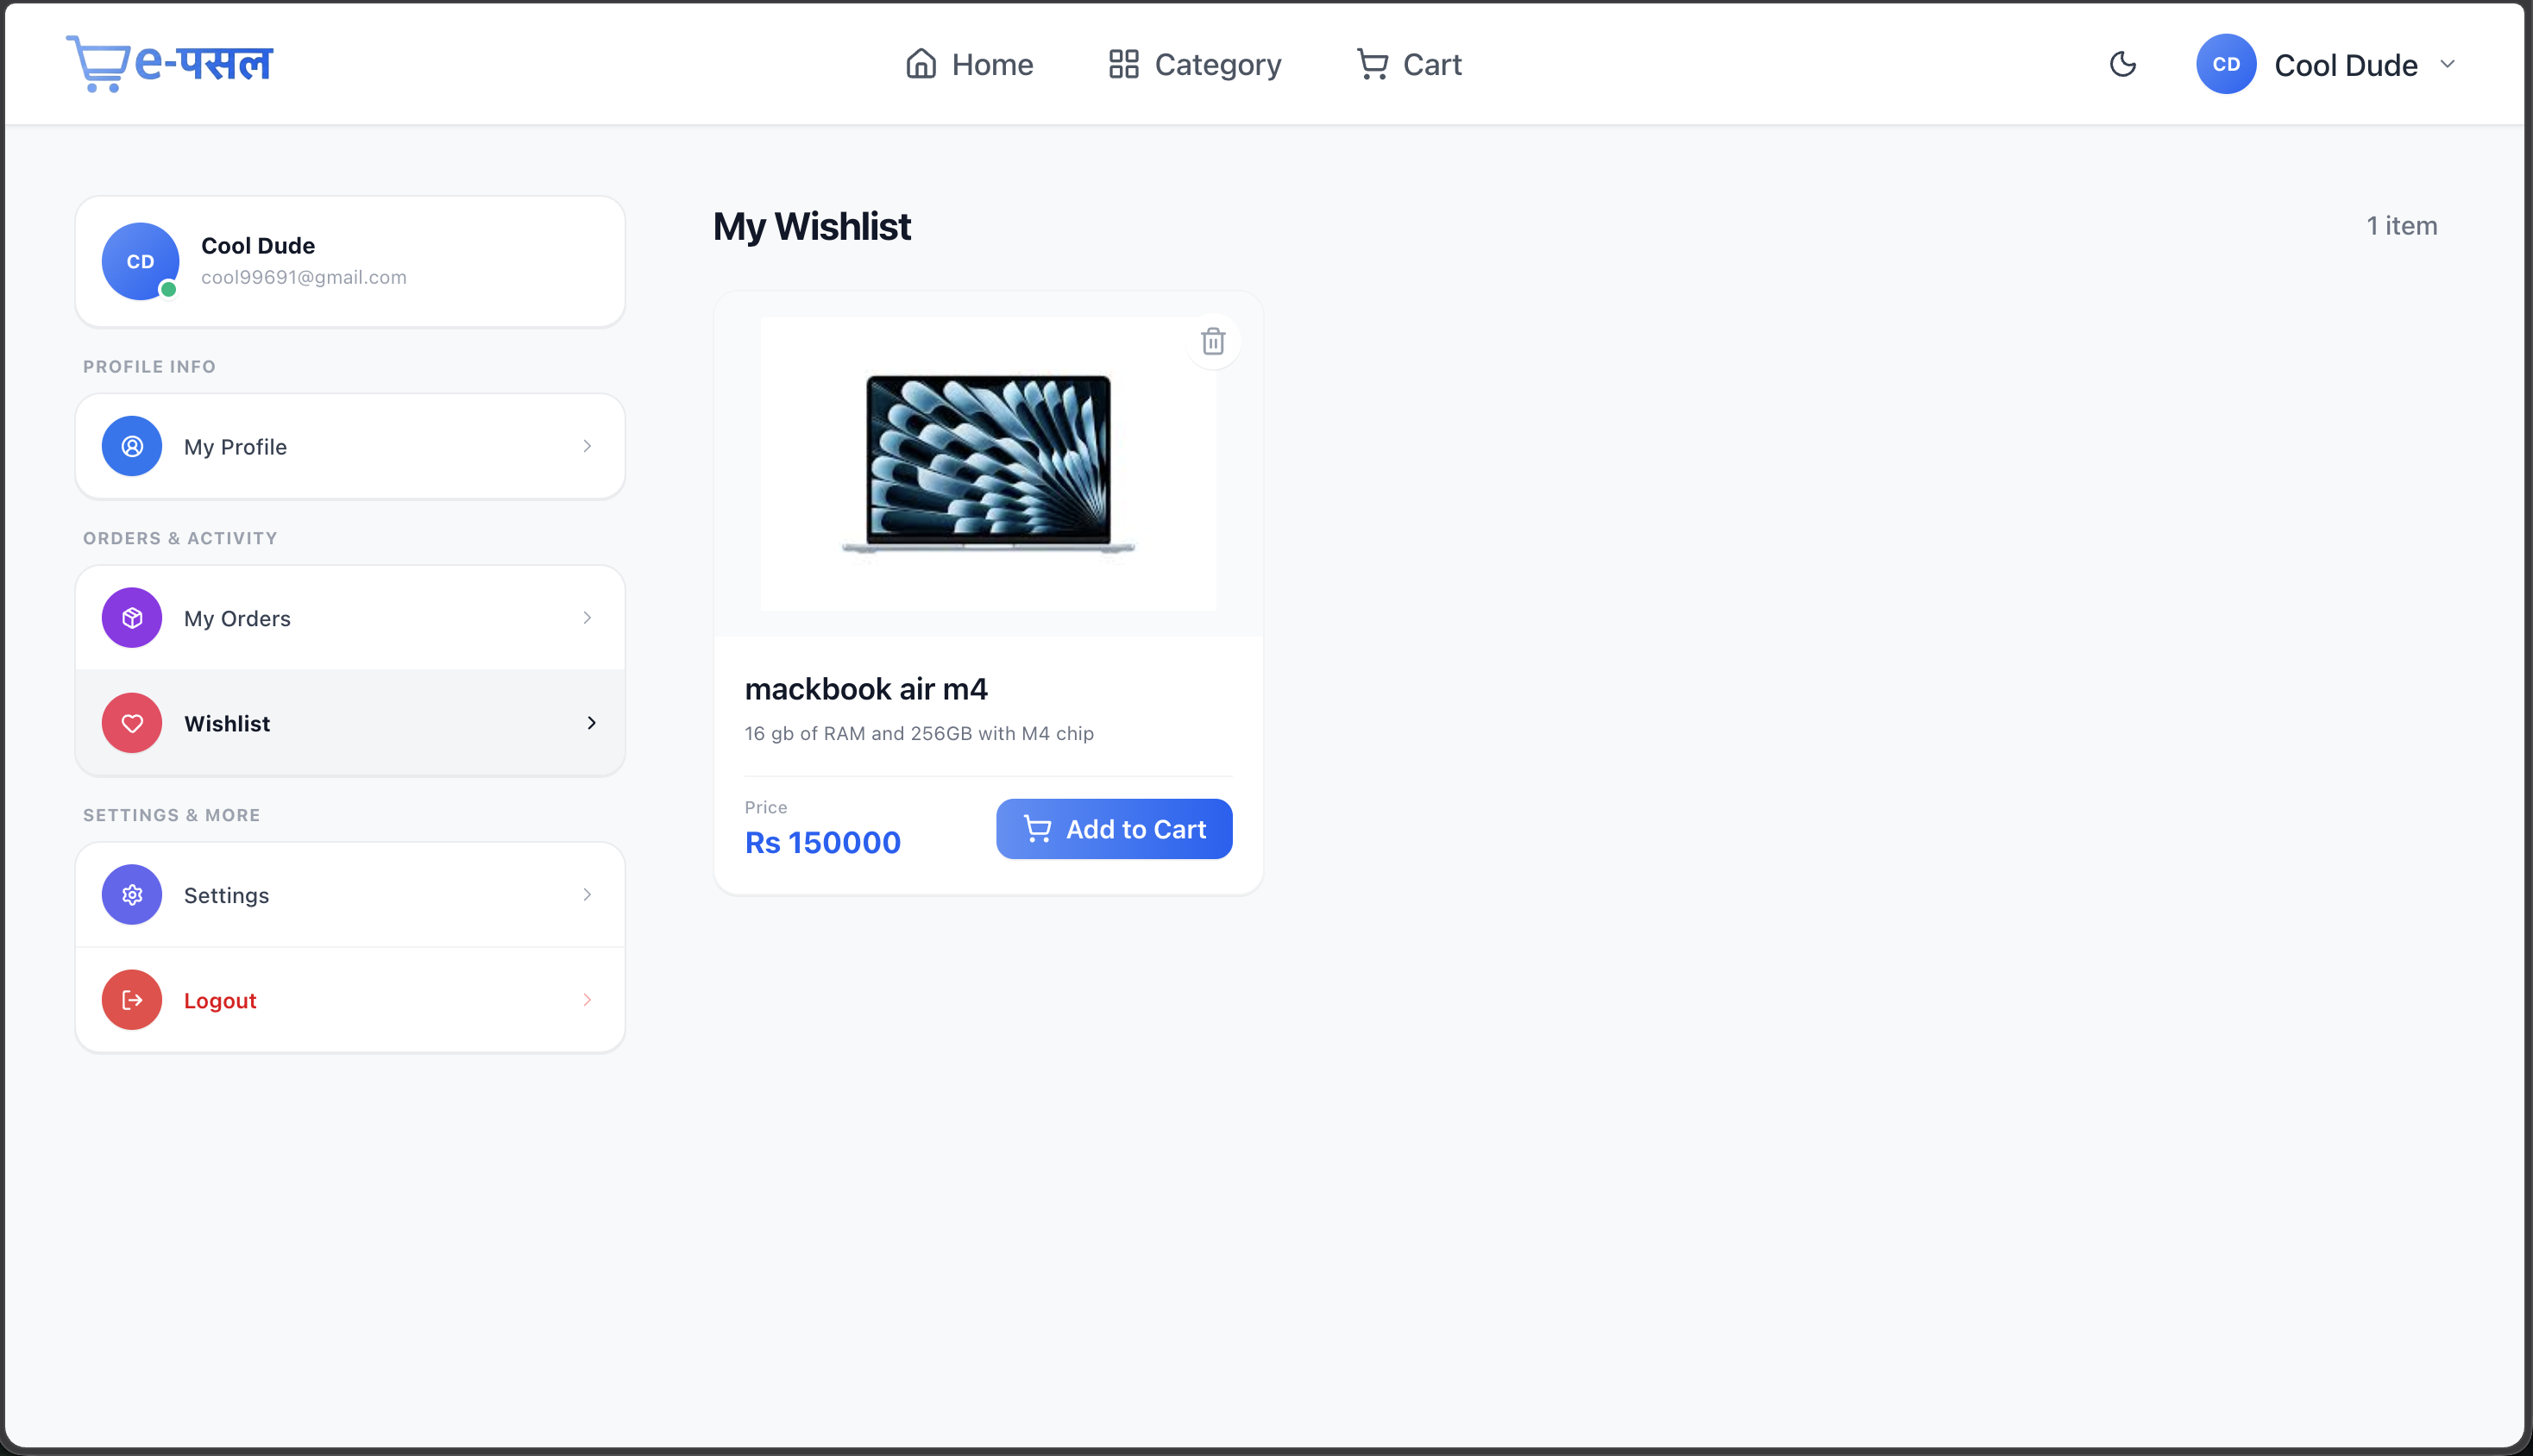 e-पसल
Home
Category
Cart
CD
Cool Dude
CD
Cool Dude
cool99691@gmail.com
PROFILE INFO
My Profile
ORDERS & ACTIVITY
My Orders
Wishlist
SETTINGS & MORE
Settings
Logout
My Wishlist
1 item
mackbook air m4
16 gb of RAM and 256GB with M4 chip
Price
Rs 150000
Add to Cart